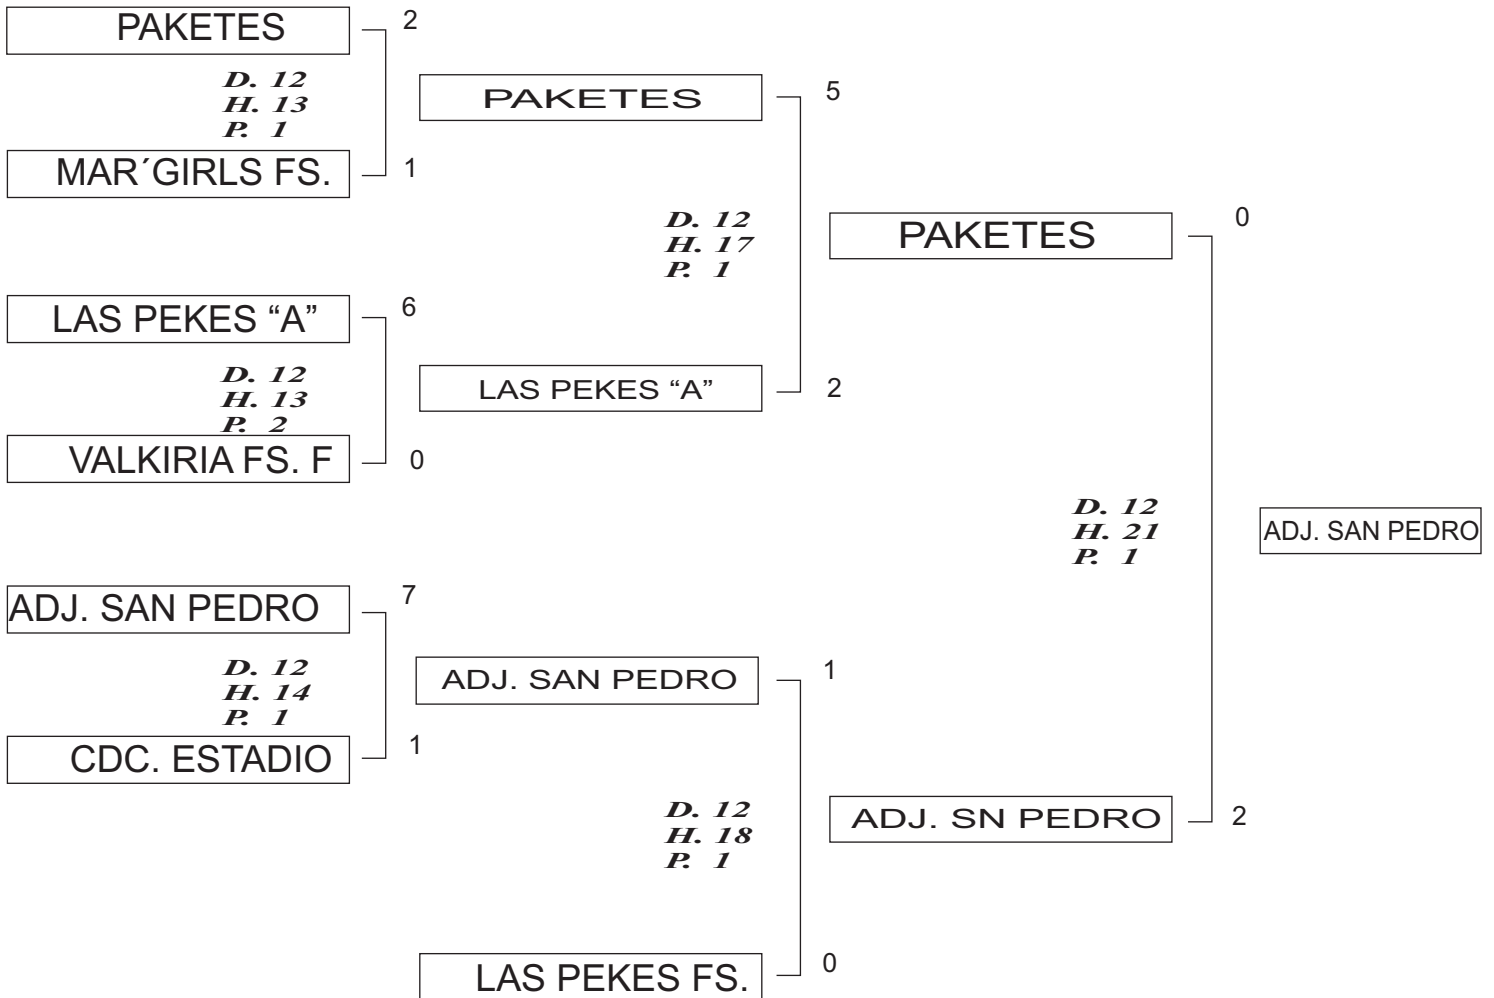 PAKETES
2
D. 12
H. 13
P. 1
MAR´GIRLS FS.
1
LAS PEKES “A”
6
D. 12
H. 13
P. 2
VALKIRIA FS. F
0
ADJ. SAN PEDRO
7
D. 12
H. 14
P. 1
CDC. ESTADIO
1
PAKETES
5
D. 12
H. 17
P. 1
LAS PEKES “A”
2
ADJ. SAN PEDRO
1
D. 12
H. 18
P. 1
LAS PEKES FS.
0
PAKETES
0
D. 12
H. 21
P. 1
ADJ. SN PEDRO
2
ADJ. SAN PEDRO